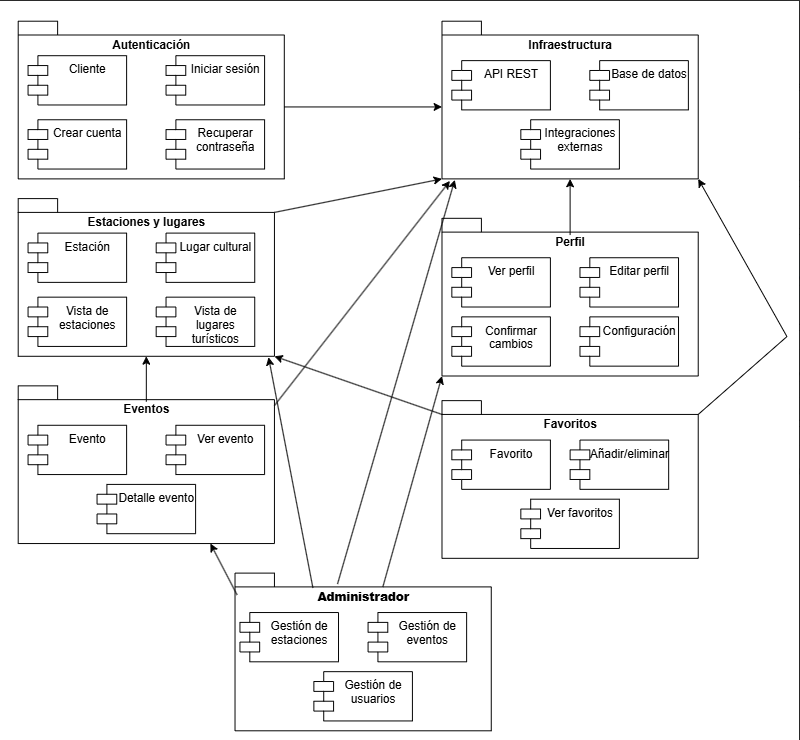 Autenticación
Cliente
Iniciar sesión
Crear cuenta
Recuperar
contraseña
Infraestructura
API REST
Base de datos
Integraciones
externas
Estaciones y lugares
Estación
Lugar cultural
Vista de
estaciones
Vista de
lugares
turísticos
Perfil
Ver perfil
Editar perfil
Confirmar
cambios
Configuración
Eventos
Evento
Ver evento
Detalle evento
Favoritos
Favorito
Añadir/eliminar
Ver favoritos
Administrador
Gestión de
estaciones
Gestión de
eventos
Gestión de
usuarios